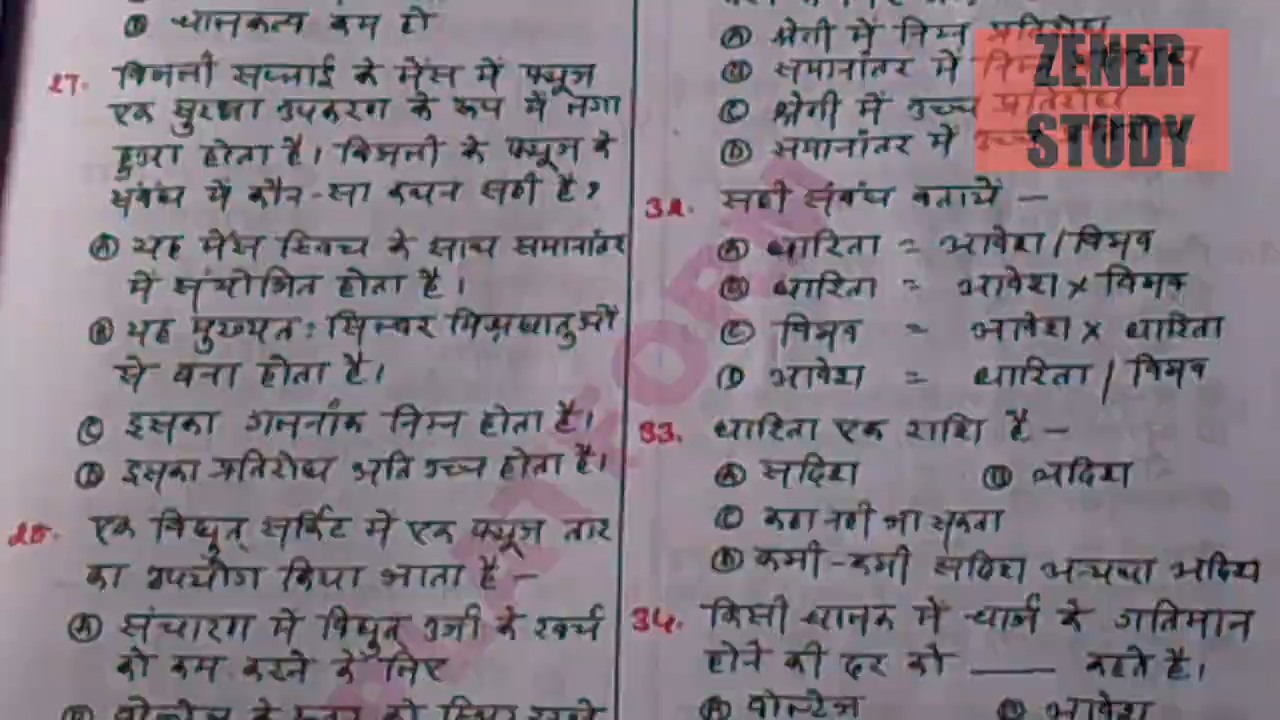 Ⓓ चालकत्व कम हो
27. बिजली सप्लाई के मेंस में फ्यूज
एक सुरक्षा उपकरण के रूप में लगा
हुआ होता है। बिजली के फ्यूज के
संबंध में कौन-सा कथन सही है?
Ⓐ यह मेंस स्विच के साथ समानांतर
में संयोजित होता है।
Ⓑ यह मुख्यत: सिल्वर मिश्रधातुओं
से बना होता है।
Ⓒ इसका गलनांक निम्न होता है।
Ⓓ इसका प्रतिरोध अति उच्च होता है।
28. एक विद्युत् सर्किट में एक फ्यूज तार
का उपयोग किया जाता है -
Ⓐ संचारण में विद्युत् उर्जा के खर्च
को कम करने के लिए
Ⓐ श्रेणी में निम्न प्रतिरोध
Ⓑ समानांतर में निम्न
Ⓒ श्रेणी में उच्च प्रतिरोध
Ⓓ समानांतर में उच्च
ZENER
STUDY
32. सही संबंध बतायें -
Ⓐ धारिता = आवेश / विभव
Ⓑ धारिता = आवेश × विभव
Ⓒ विभव = आवेश × धारिता
Ⓓ आवेश = धारिता / विभव
33. धारिता एक राशि है -
Ⓐ सदिश Ⓑ अदिश
Ⓒ कहा नही जा सकता
Ⓓ कभी-कभी सदिश अन्यथा अदिश
34. किसी चालक में चार्ज के गतिमान
होने की दर को ____ कहते है।
Ⓐ वोल्टेज Ⓑ आवेश